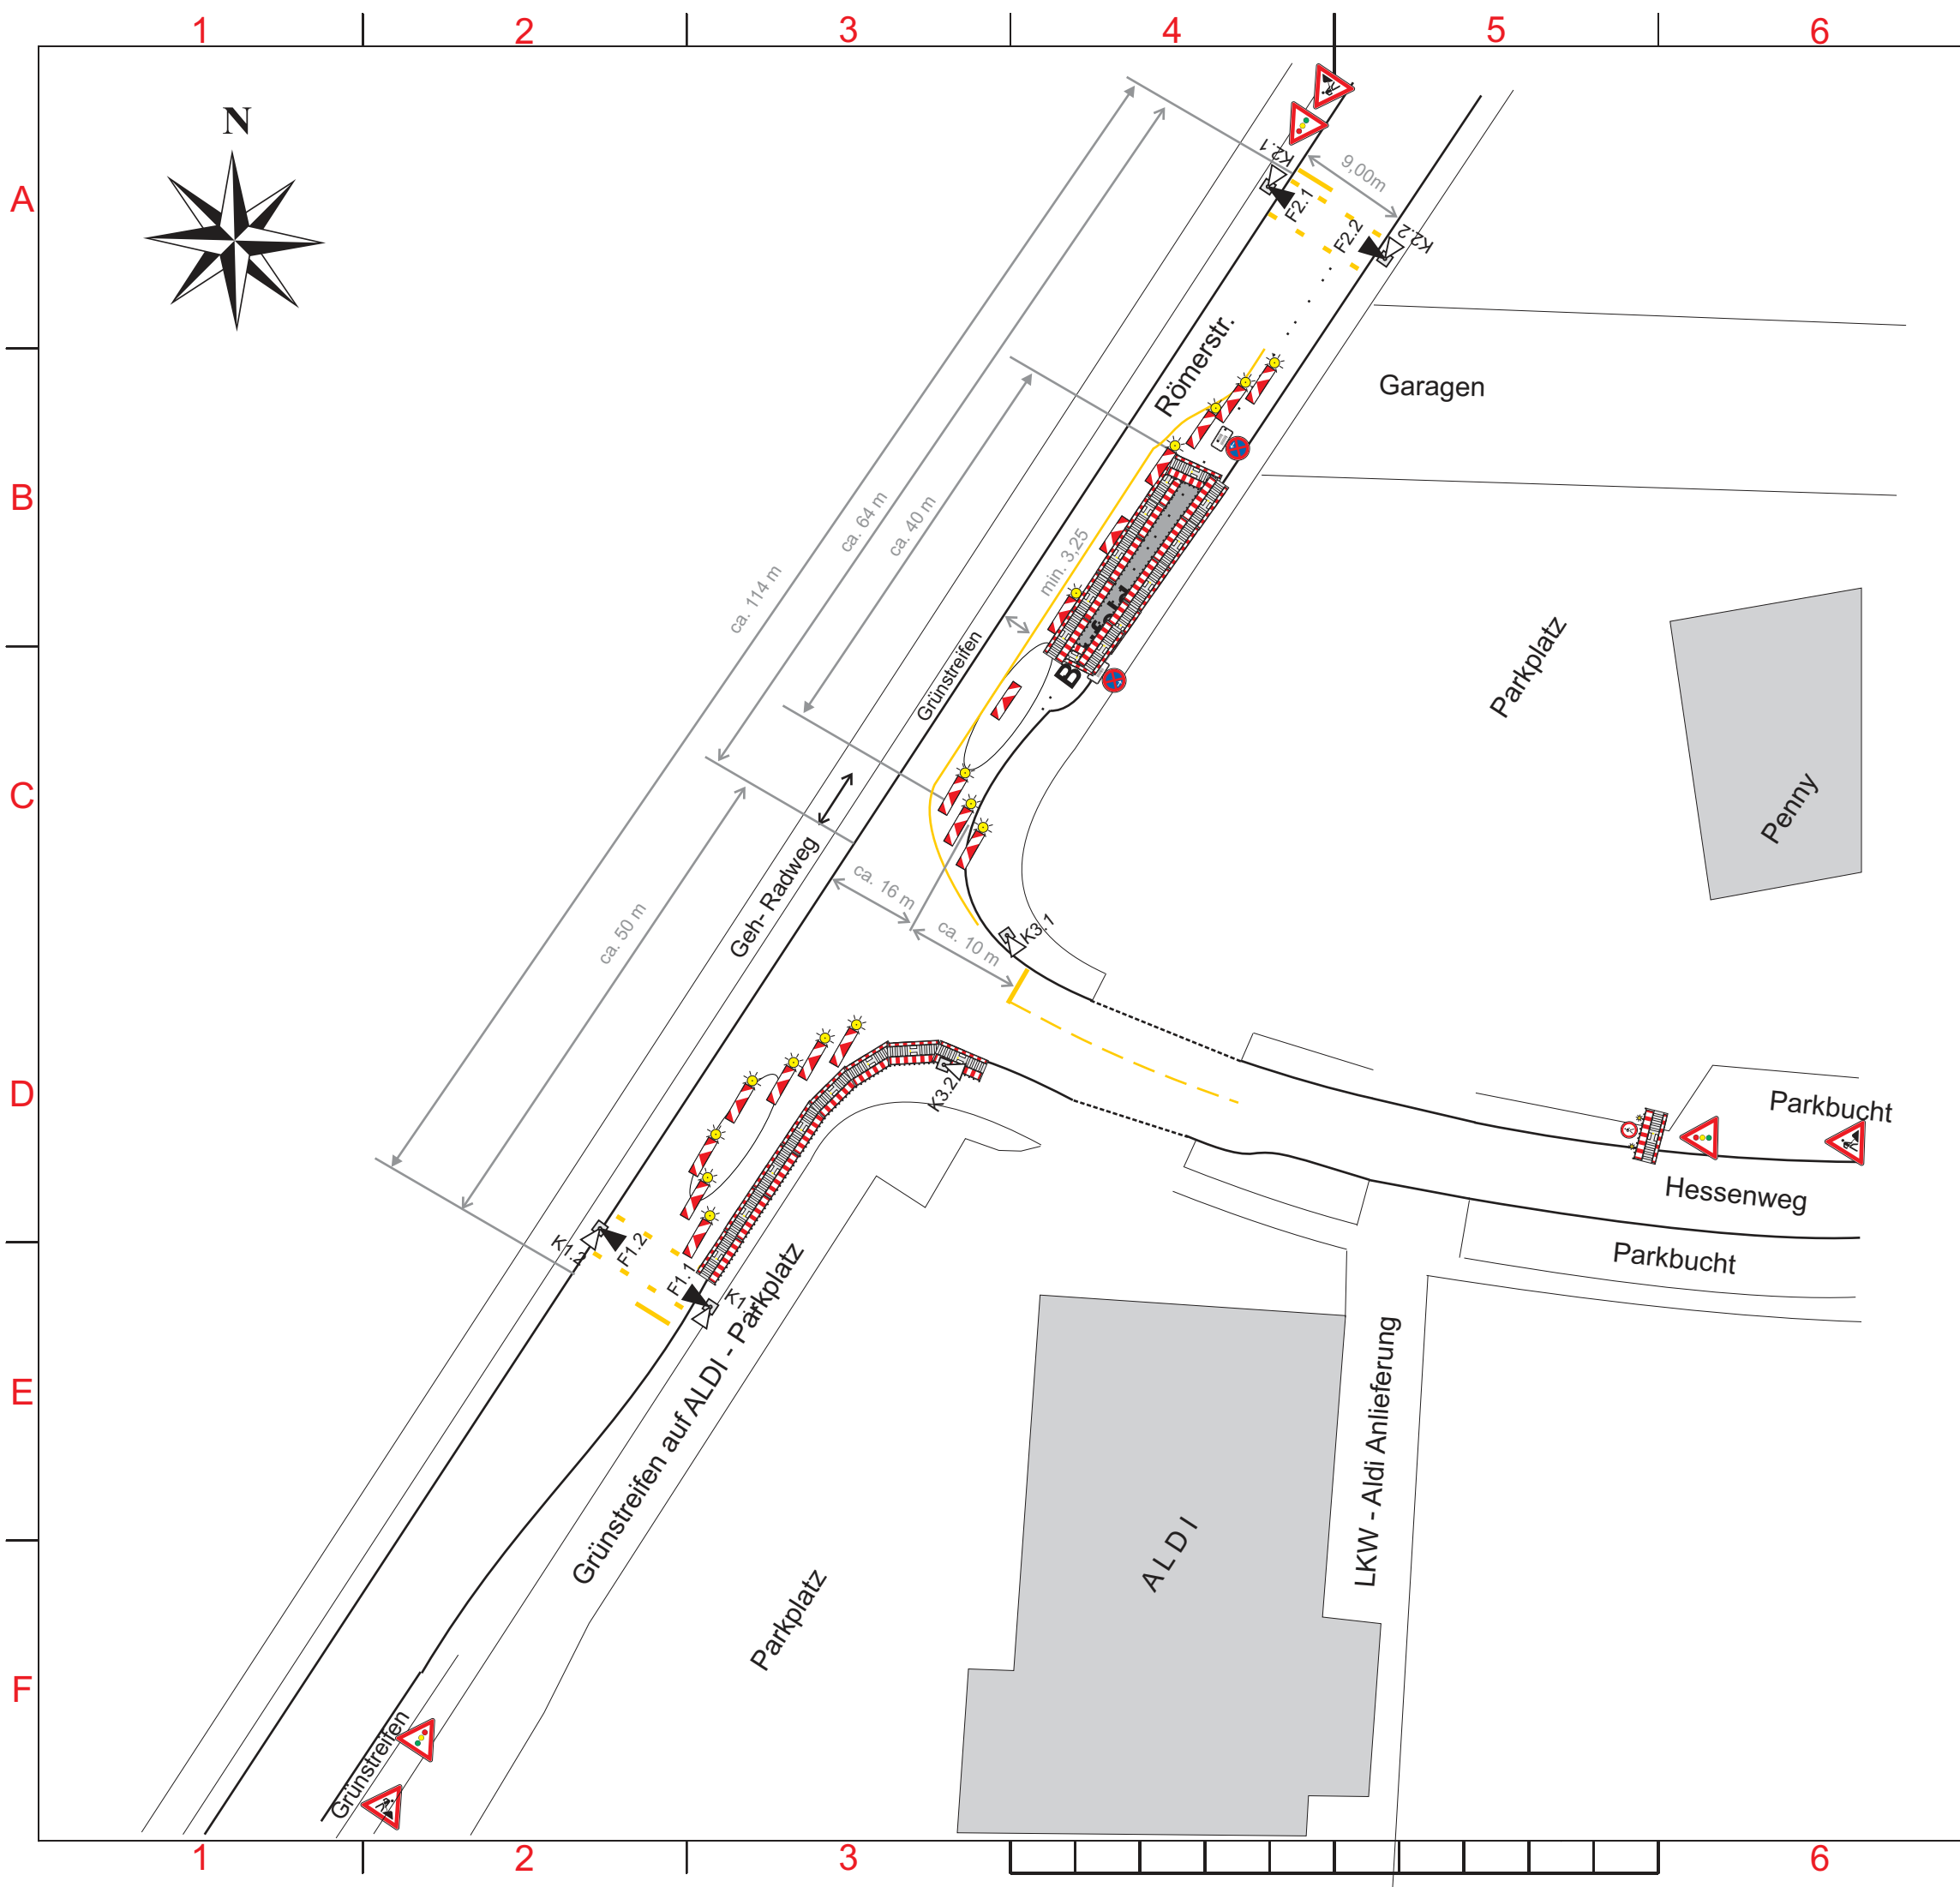 1 2 3 4 5 6
N
A
K2.1
9,00m
F2.1
F2.2
K2.2
Römerstr.
Garagen
B
ca. 64 m
ca. 40 m
min. 3,25
ca. 114 m
Grünstreifen
B
Parkplatz
Penny
C
Geh- Radweg
ca. 16 m
ca. 50 m
K3.1
ca. 10 m
D
K3.2
Parkbucht
Hessenweg
Parkbucht
K1.2
F1.2
F1.1
Grünstreifen auf ALDI - Parkplatz
LKW - Aldi Anlieferung
E
ALDI
Parkplatz
F
Grünstreifen
1 2 3 6